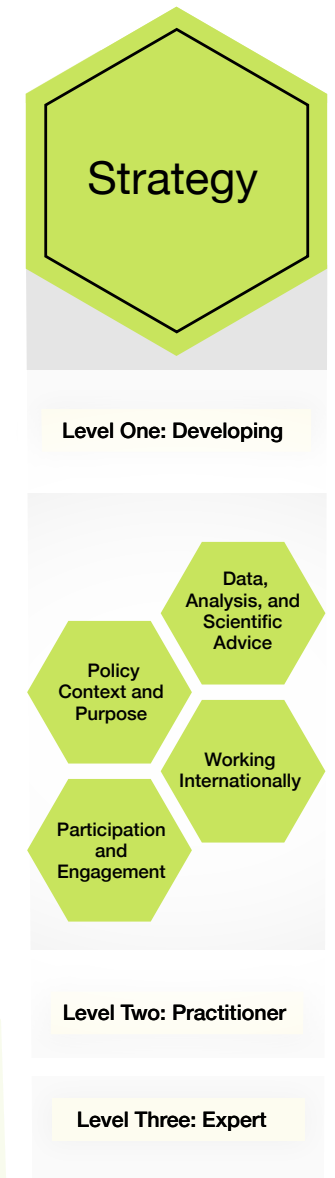 Strategy
Level One: Developing
Data,
Analysis, and
Scientific
Advice
Policy
Context and
Purpose
Working
Internationally
Participation
and
Engagement
Level Two: Practitioner
Level Three: Expert